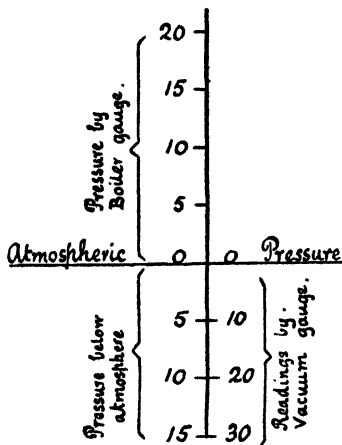 20
15
10
5
Pressure by
Boiler gauge.
Atmospheric 0 0 Pressure
5 10
10 20
15 30
Pressure below
atmosphere
Readings by.
Vacuum gauge.